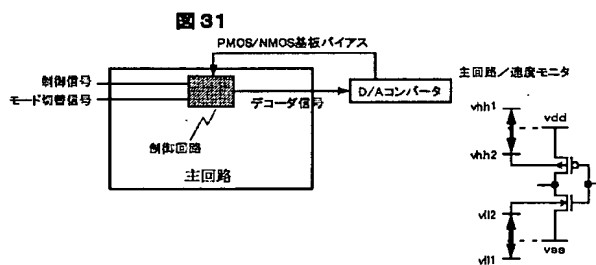 図 31
PMOS/NMOS基板バイアス
制御信号
モード切替信号
デコーダ信号
D/Aコンバータ
制御回路
主回路
主回路/速度モニタ
vhh1
vdd
vhh2
vll2
vss
vll1